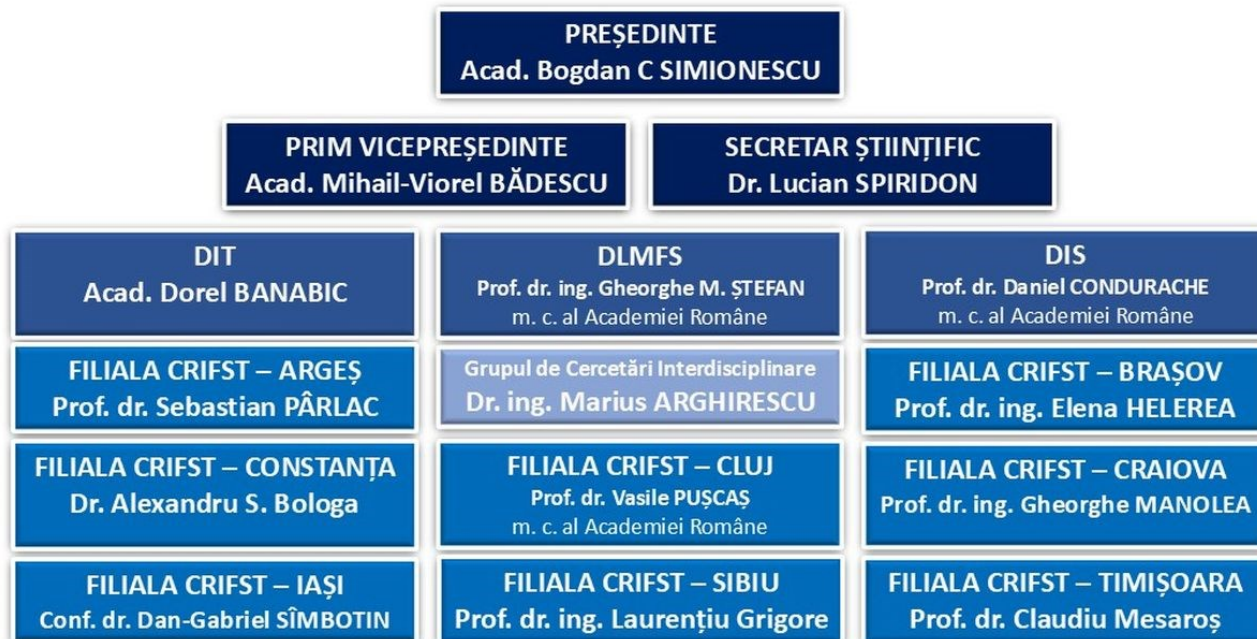 PREȘEDINTE
Acad. Bogdan C SIMIONESCU
PRIM VICEPREȘEDINTE
Acad. Mihail-Viorel BĂDESCU
SECRETAR ȘTIINȚIFIC
Dr. Lucian SPIRIDON
DIT
Acad. Dorel BANABIC
DLMFS
Prof. dr. ing. Gheorghe M. ȘTEFAN
m. c. al Academiei Române
DIS
Prof. dr. Daniel CONDURACHE
m. c. al Academiei Române
FILIALA CRIFST – ARGEȘ
Prof. dr. Sebastian PÂRLAC
Grupul de Cercetări Interdisciplinare
Dr. ing. Marius ARGHIRESCU
FILIALA CRIFST – BRAȘOV
Prof. dr. ing. Elena HELEREA
FILIALA CRIFST – CONSTANȚA
Dr. Alexandru S. Bologa
FILIALA CRIFST – CLUJ
Prof. dr. Vasile PUȘCAȘ
m. c. al Academiei Române
FILIALA CRIFST – CRAIOVA
Prof. dr. ing. Gheorghe MANOLEA
FILIALA CRIFST – IAȘI
Conf. dr. Dan-Gabriel SÎMBOTIN
FILIALA CRIFST – SIBIU
Prof. dr. ing. Laurențiu Grigore
FILIALA CRIFST – TIMIȘOARA
Prof. dr. Claudiu Mesaroș